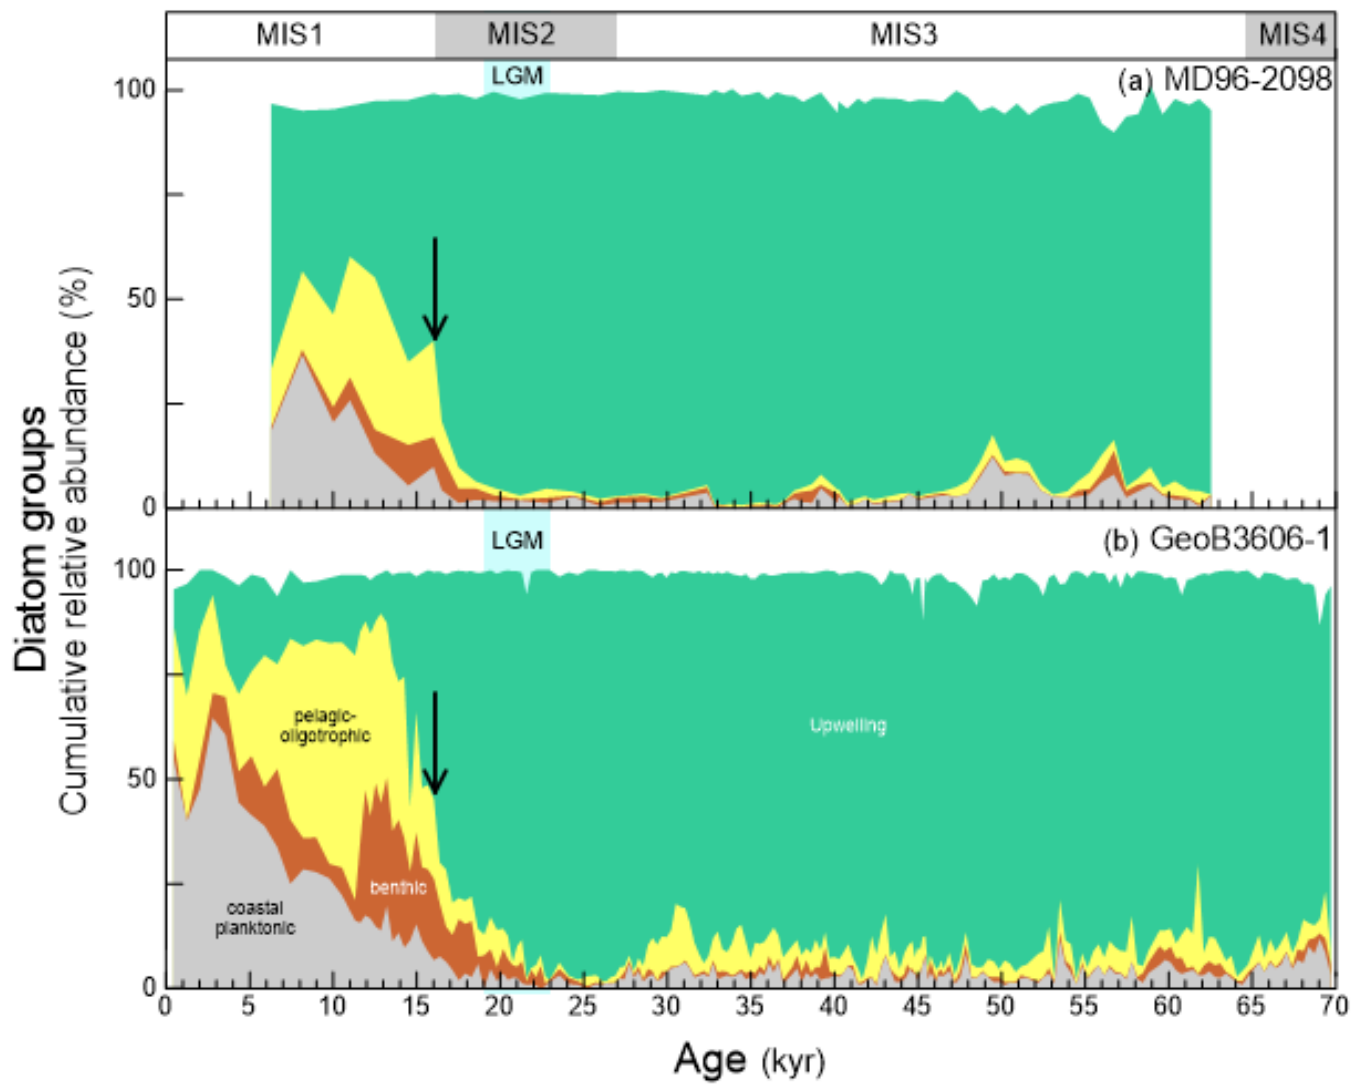 MIS1
MIS2
MIS3
MIS4
LGM
(a) MD96-2098
100
50
0
LGM
(b) GeoB3606-1
100
50
0
pelagic-
oligotrophic
Upwelling
benthic
coastal
planktonic
Diatom groups
Cumulative relative abundance (%)
0 5 10 15 20 25 30 35 40 45 50 55 60 65 70
Age (kyr)